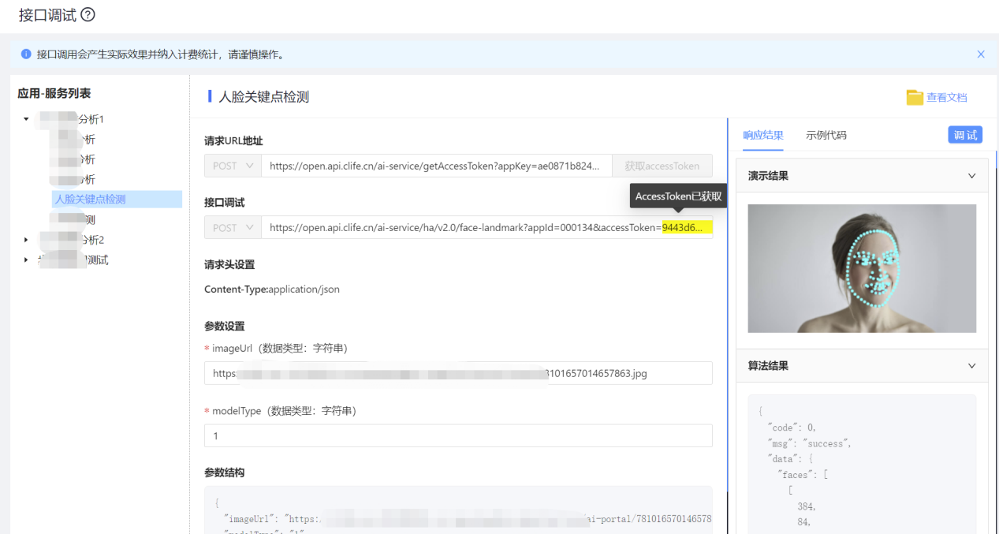 接口调试
接口调用会产生实际效果并纳入计费统计，请谨慎操作。
应用-服务列表
分析1
析
析
析
人脸关键点检测
测
分析2
测试
人脸关键点检测
查看文档
请求URL地址
POST
https://open.api.clife.cn/ai-service/getAccessToken?appKey=ae0871b824...
获取accessToken
AccessToken已获取
接口调试
POST
https://open.api.clife.cn/ai-service/ha/v2.0/face-landmark?appId=000134&accessToken=9443d6...
请求头设置
Content-Type:application/json
参数设置
* imageUrl（数据类型：字符串）
https: 8101657014657863.jpg
* modelType（数据类型：字符串）
1
参数结构
{
"imageUrl": "https: ai-portal/781016570146578
"modelType": "1"
响应结果
示例代码
调 试
演示结果
算法结果
{
"code": 0,
"msg": "success",
"data": {
"faces": [
[
384,
84,